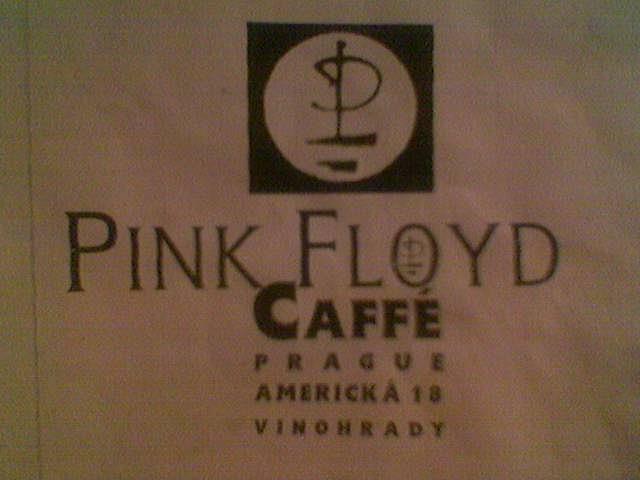 PINK FLOYD
CAFFÉ
PRAGUE
AMERICKÁ 18
VINOHRADY